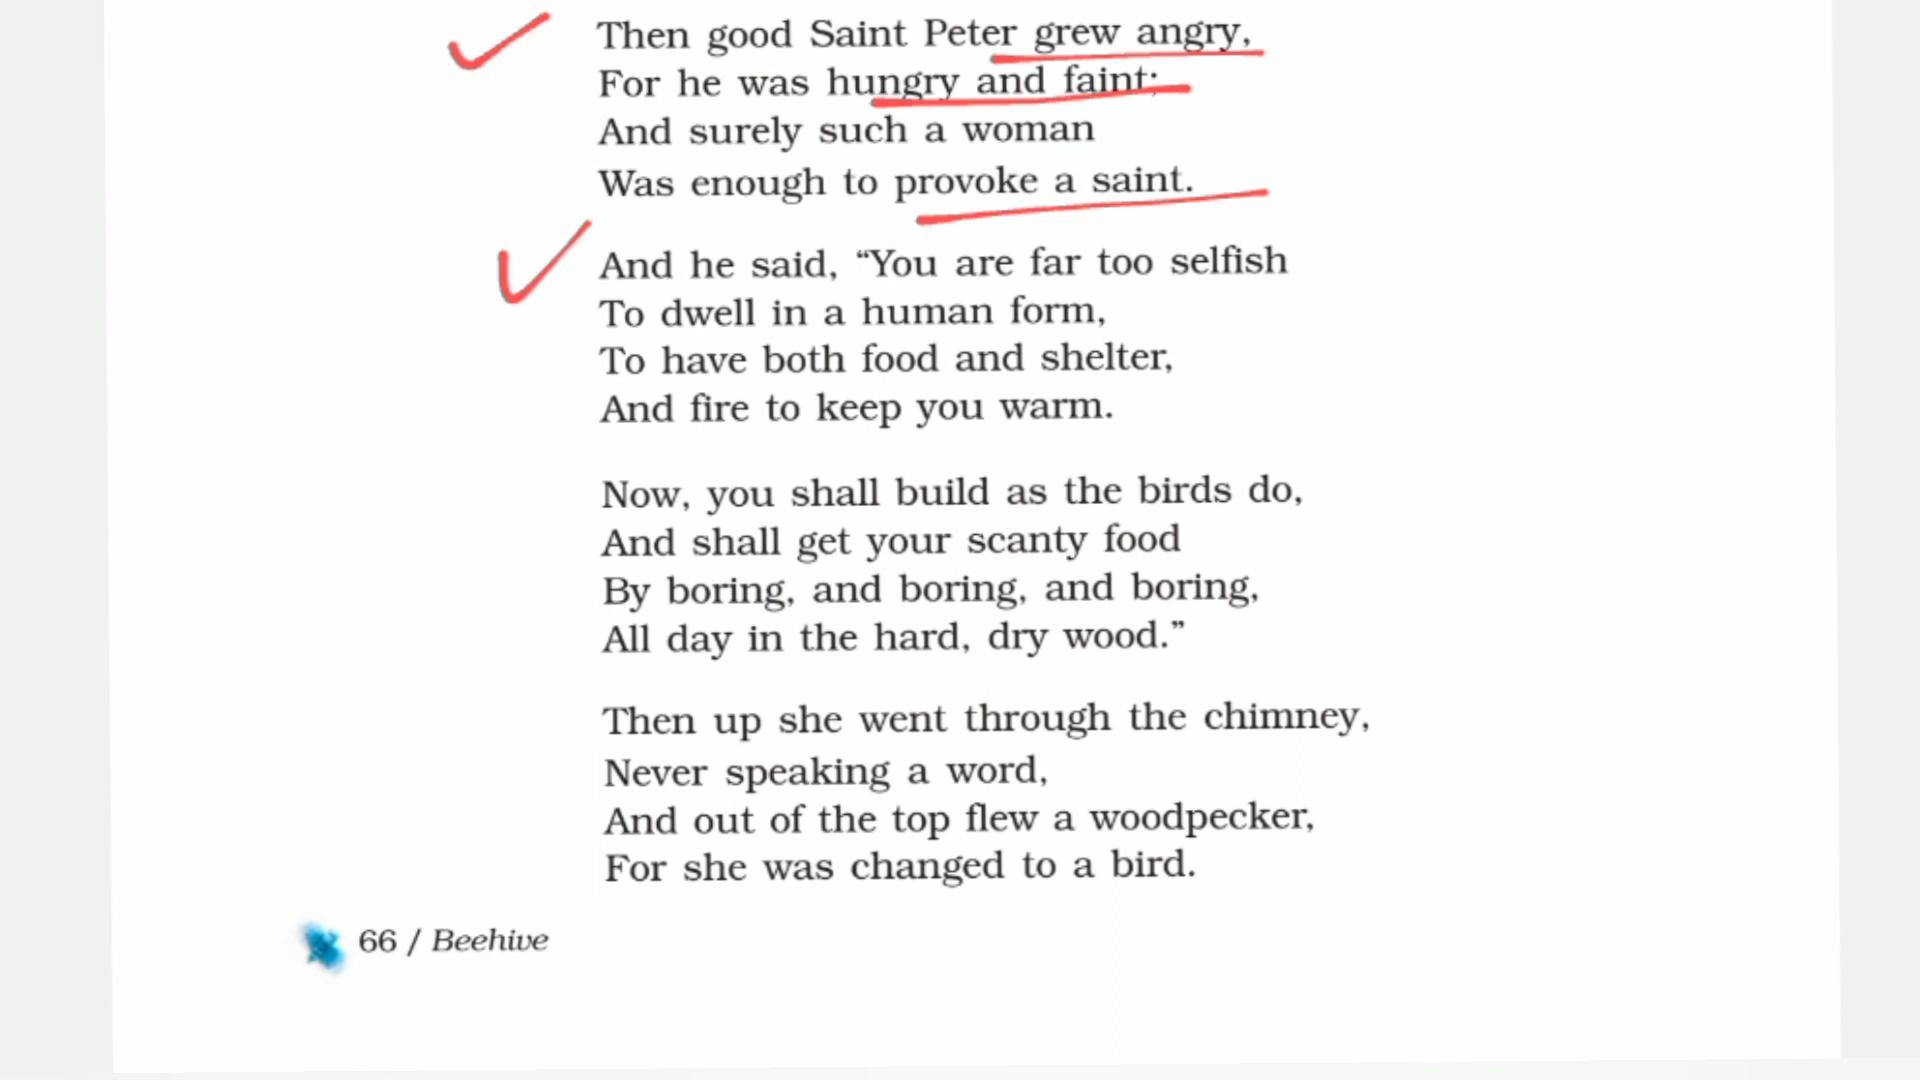 Then good Saint Peter grew angry,
For he was hungry and faint;
And surely such a woman
Was enough to provoke a saint.
And he said, “You are far too selfish
To dwell in a human form,
To have both food and shelter,
And fire to keep you warm.
Now, you shall build as the birds do,
And shall get your scanty food
By boring, and boring, and boring,
All day in the hard, dry wood.”
Then up she went through the chimney,
Never speaking a word,
And out of the top flew a woodpecker,
For she was changed to a bird.
66 / Beehive